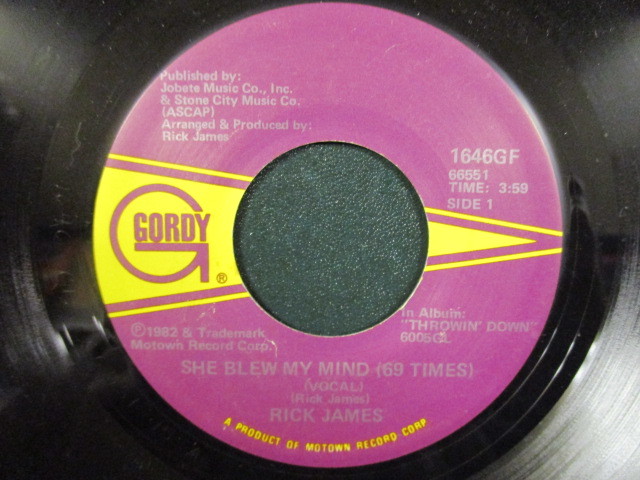 Published by:
Jobete Music Co., Inc.
& Stone City Music Co.
(ASCAP)
Arranged & Produced by:
Rick James
1646GF
66551
TIME: 3:59
SIDE 1
GORDY
G®
℗1982 & Trademark
Motown Record Corp.
In Album:
"THROWIN' DOWN"
6005GL
SHE BLEW MY MIND (69 TIMES)
(VOCAL)
(Rick James)
RICK JAMES
A PRODUCT OF MOTOWN RECORD CORP